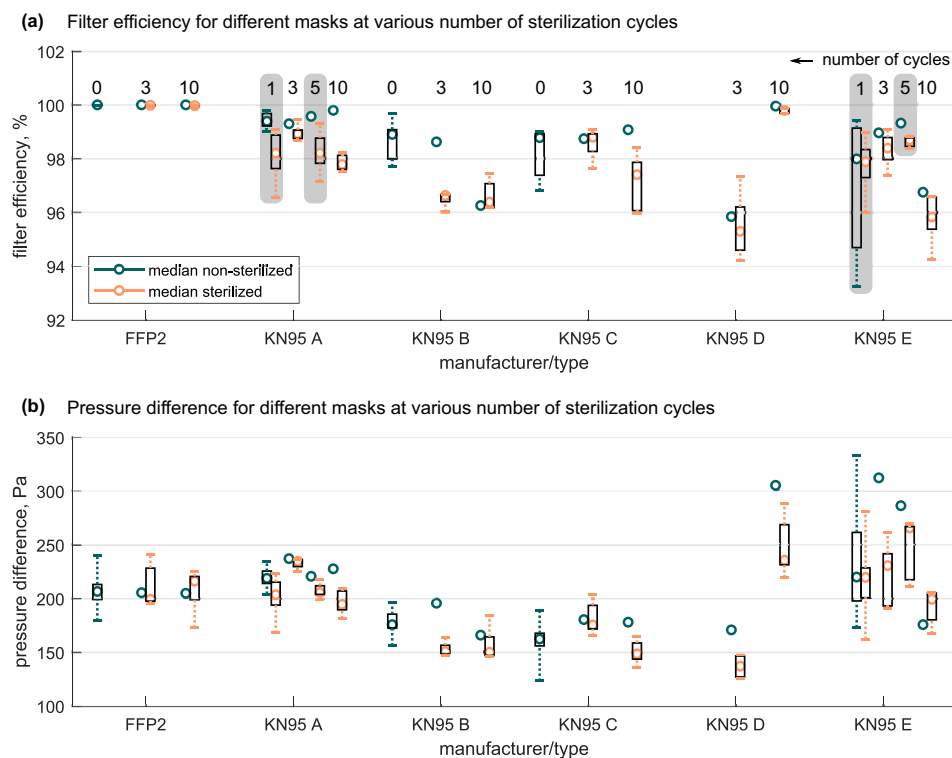 (a) Filter efficiency for different masks at various number of sterilization cycles
number of cycles
0 3 10 1 3 5 10 0 3 10 0 3 10 3 10 1 3 5 10
102
100
98
96
94
92
filter efficiency, %
median non-sterilized
median sterilized
FFP2 KN95 A KN95 B KN95 C KN95 D KN95 E
manufacturer/type
(b) Pressure difference for different masks at various number of sterilization cycles
350
300
250
200
150
100
pressure difference, Pa
FFP2 KN95 A KN95 B KN95 C KN95 D KN95 E
manufacturer/type